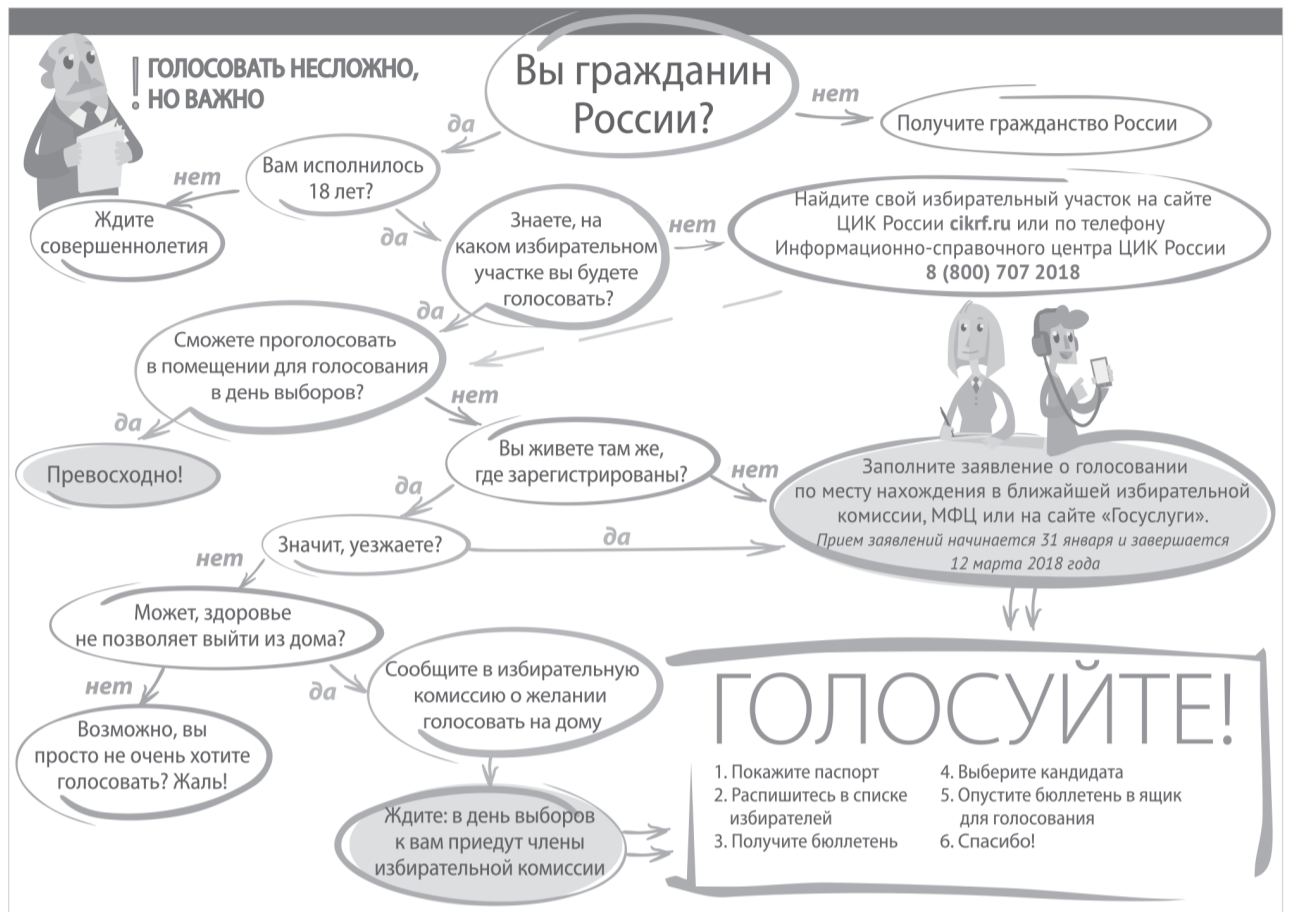 ! ГОЛОСОВАТЬ НЕСЛОЖНО,
НО ВАЖНО
Вы гражданин
России?
нет
Получите гражданство России
да
Вам исполнилось
18 лет?
нет
Ждите
совершеннолетия
да
Знаете, на
каком избирательном
участке вы будете
голосовать?
нет
Найдите свой избирательный участок на сайте
ЦИК России cikrf.ru или по телефону
Информационно-справочного центра ЦИК России
8 (800) 707 2018
да
Сможете проголосовать
в помещении для голосования
в день выборов?
да
Превосходно!
нет
Вы живете там же,
где зарегистрированы?
нет
Заполните заявление о голосовании
по месту нахождения в ближайшей избирательной
комиссии, МФЦ или на сайте «Госуслуги».
Прием заявлений начинается 31 января и завершается
12 марта 2018 года
да
Значит, уезжаете?
да
нет
Может, здоровье
не позволяет выйти из дома?
нет
Возможно, вы
просто не очень хотите
голосовать? Жаль!
да
Сообщите в избирательную
комиссию о желании
голосовать на дому
Ждите: в день выборов
к вам приедут члены
избирательной комиссии
ГОЛОСУЙТЕ!
1. Покажите паспорт
2. Распишитесь в списке
избирателей
3. Получите бюллетень
4. Выберите кандидата
5. Опустите бюллетень в ящик
для голосования
6. Спасибо!